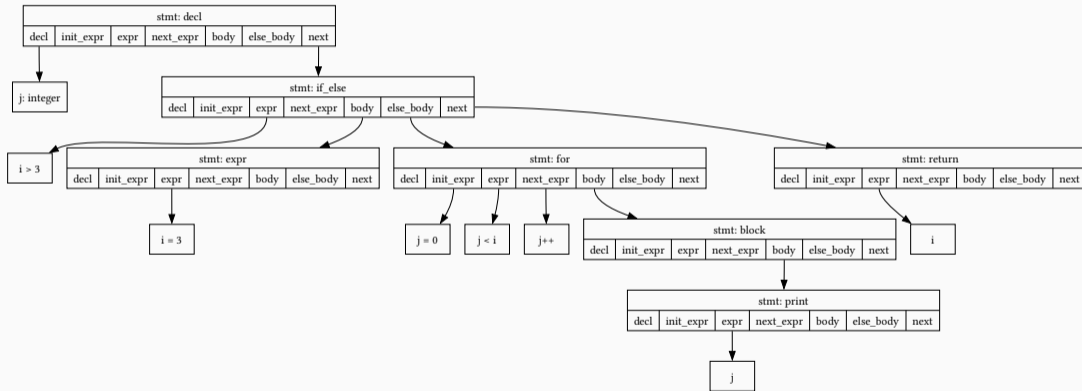 stmt: decl
decl init_expr expr next_expr body else_body next
j: integer
stmt: if_else
decl init_expr expr next_expr body else_body next
i > 3
stmt: expr
decl init_expr expr next_expr body else_body next
stmt: for
decl init_expr expr next_expr body else_body next
stmt: return
decl init_expr expr next_expr body else_body next
i = 3
j = 0
j < i
j++
stmt: block
decl init_expr expr next_expr body else_body next
i
stmt: print
decl init_expr expr next_expr body else_body next
j